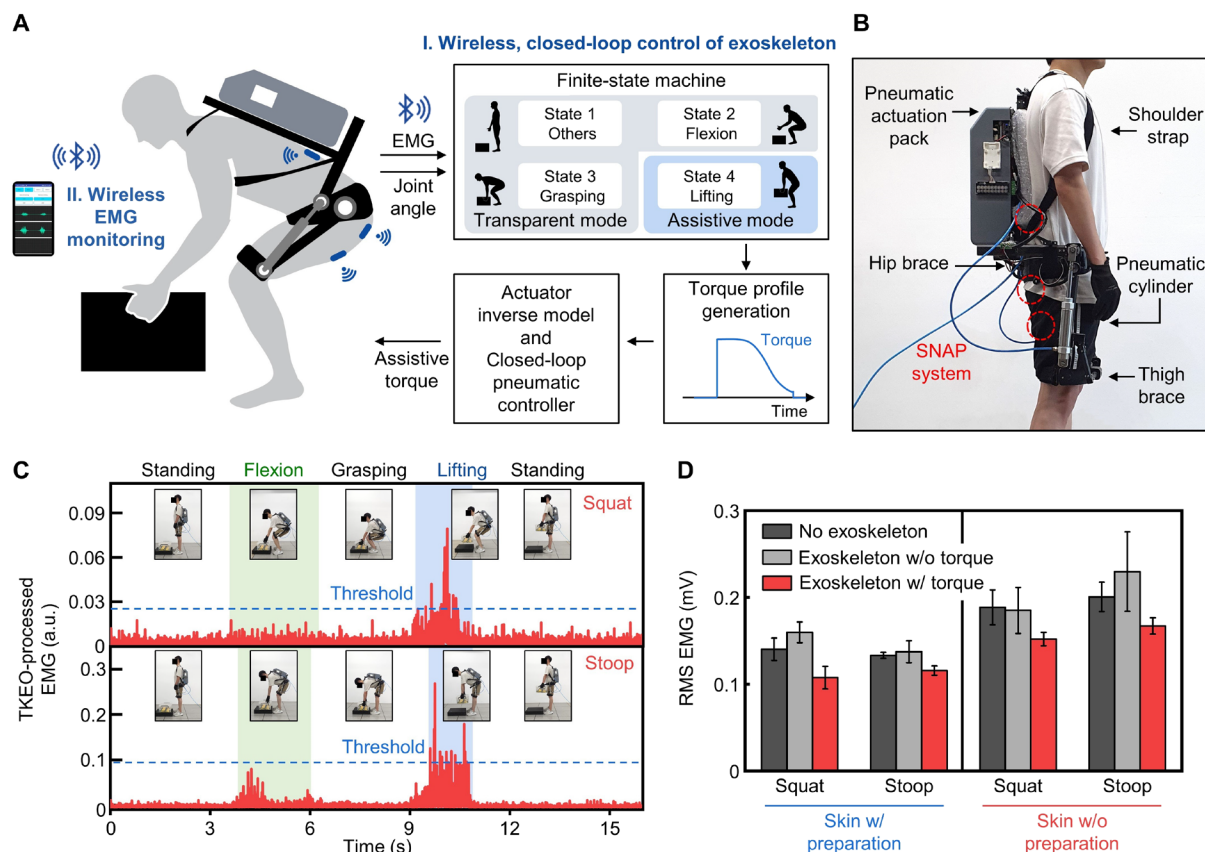 A
I. Wireless, closed-loop control of exoskeleton
Finite-state machine
State 1
Others
State 2
Flexion
State 3
Grasping
State 4
Lifting
Transparent mode
Assistive mode
EMG
Joint
angle
II. Wireless
EMG
monitoring
Actuator
inverse model
and
Closed-loop
pneumatic
controller
Assistive
torque
Torque profile
generation
Torque
Time
B
Pneumatic
actuation
pack
Shoulder
strap
Hip brace
Pneumatic
cylinder
SNAP
system
Thigh
brace
C
Standing
Flexion
Grasping
Lifting
Standing
Squat
Threshold
0.09
0.06
0.03
0
Stoop
Threshold
0.3
0.2
0.1
0
TKEO-processed
EMG (a.u.)
0
3
6
9
12
15
Time (s)
D
No exoskeleton
Exoskeleton w/o torque
Exoskeleton w/ torque
0.3
0.2
0.1
0
RMS EMG (mV)
Squat
Stoop
Squat
Stoop
Skin w/
preparation
Skin w/o
preparation